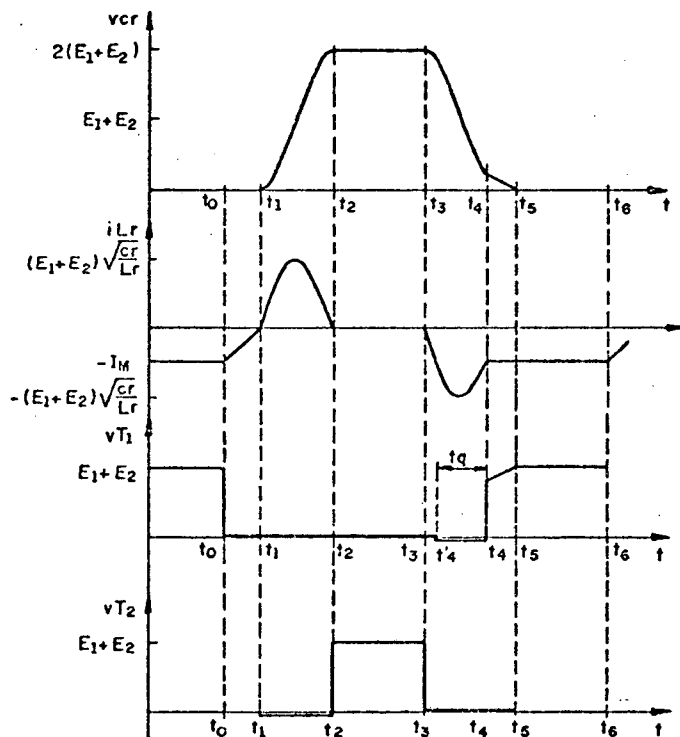 vcr
2(E₁+E₂)
E₁+E₂
t₀ t₁ t₂ t₃ t₄ t₅ t₆ t
iLr
(E₁+E₂)√cr/Lr
-I_M
-(E₁+E₂)√cr/Lr
vT₁
E₁+E₂
tq
t₀ t₁ t₂ t₃ t'₄ t₄ t₅ t₆ t
vT₂
E₁+E₂
t₀ t₁ t₂ t₃ t₄ t₅ t₆ t